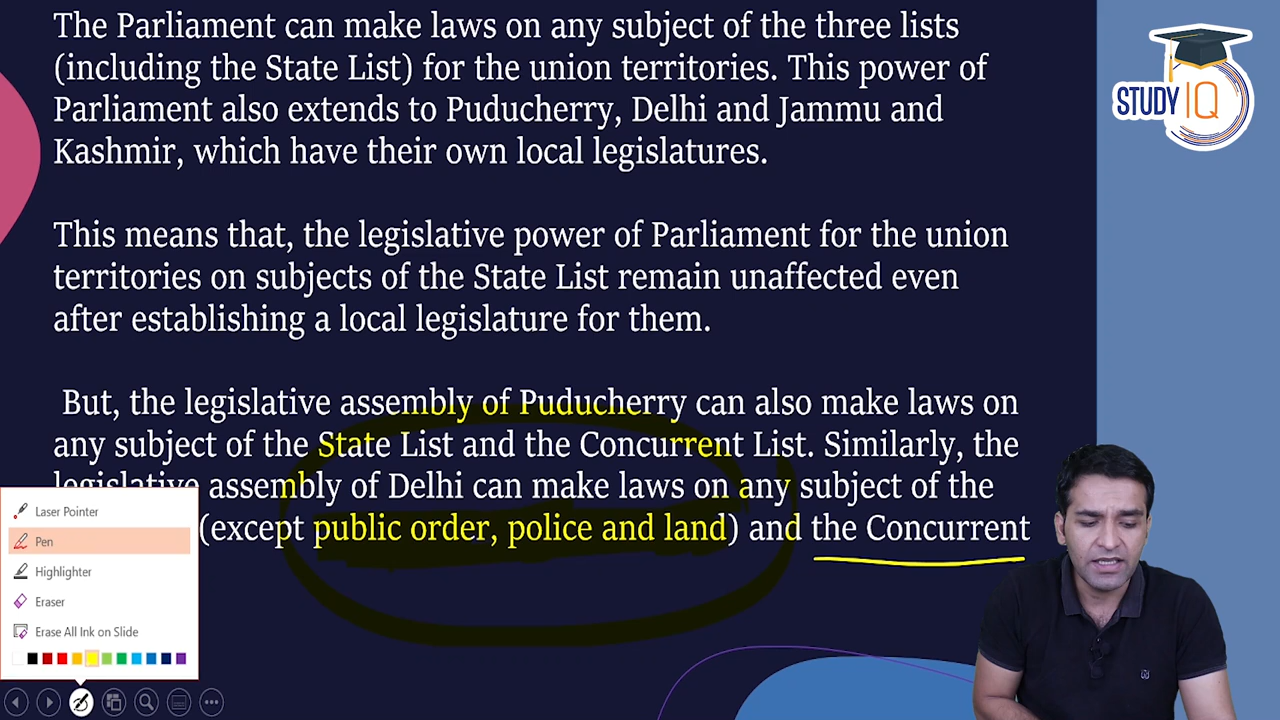 The Parliament can make laws on any subject of the three lists
(including the State List) for the union territories. This power of
Parliament also extends to Puducherry, Delhi and Jammu and
Kashmir, which have their own local legislatures.
STUDY IQ
This means that, the legislative power of Parliament for the union
territories on subjects of the State List remain unaffected even
after establishing a local legislature for them.
But, the legislative assembly of Puducherry can also make laws on
any subject of the State List and the Concurrent List. Similarly, the
legislative assembly of Delhi can make laws on any subject of the
(except public order, police and land) and the Concurrent
Laser Pointer
Pen
Highlighter
Eraser
Erase All Ink on Slide